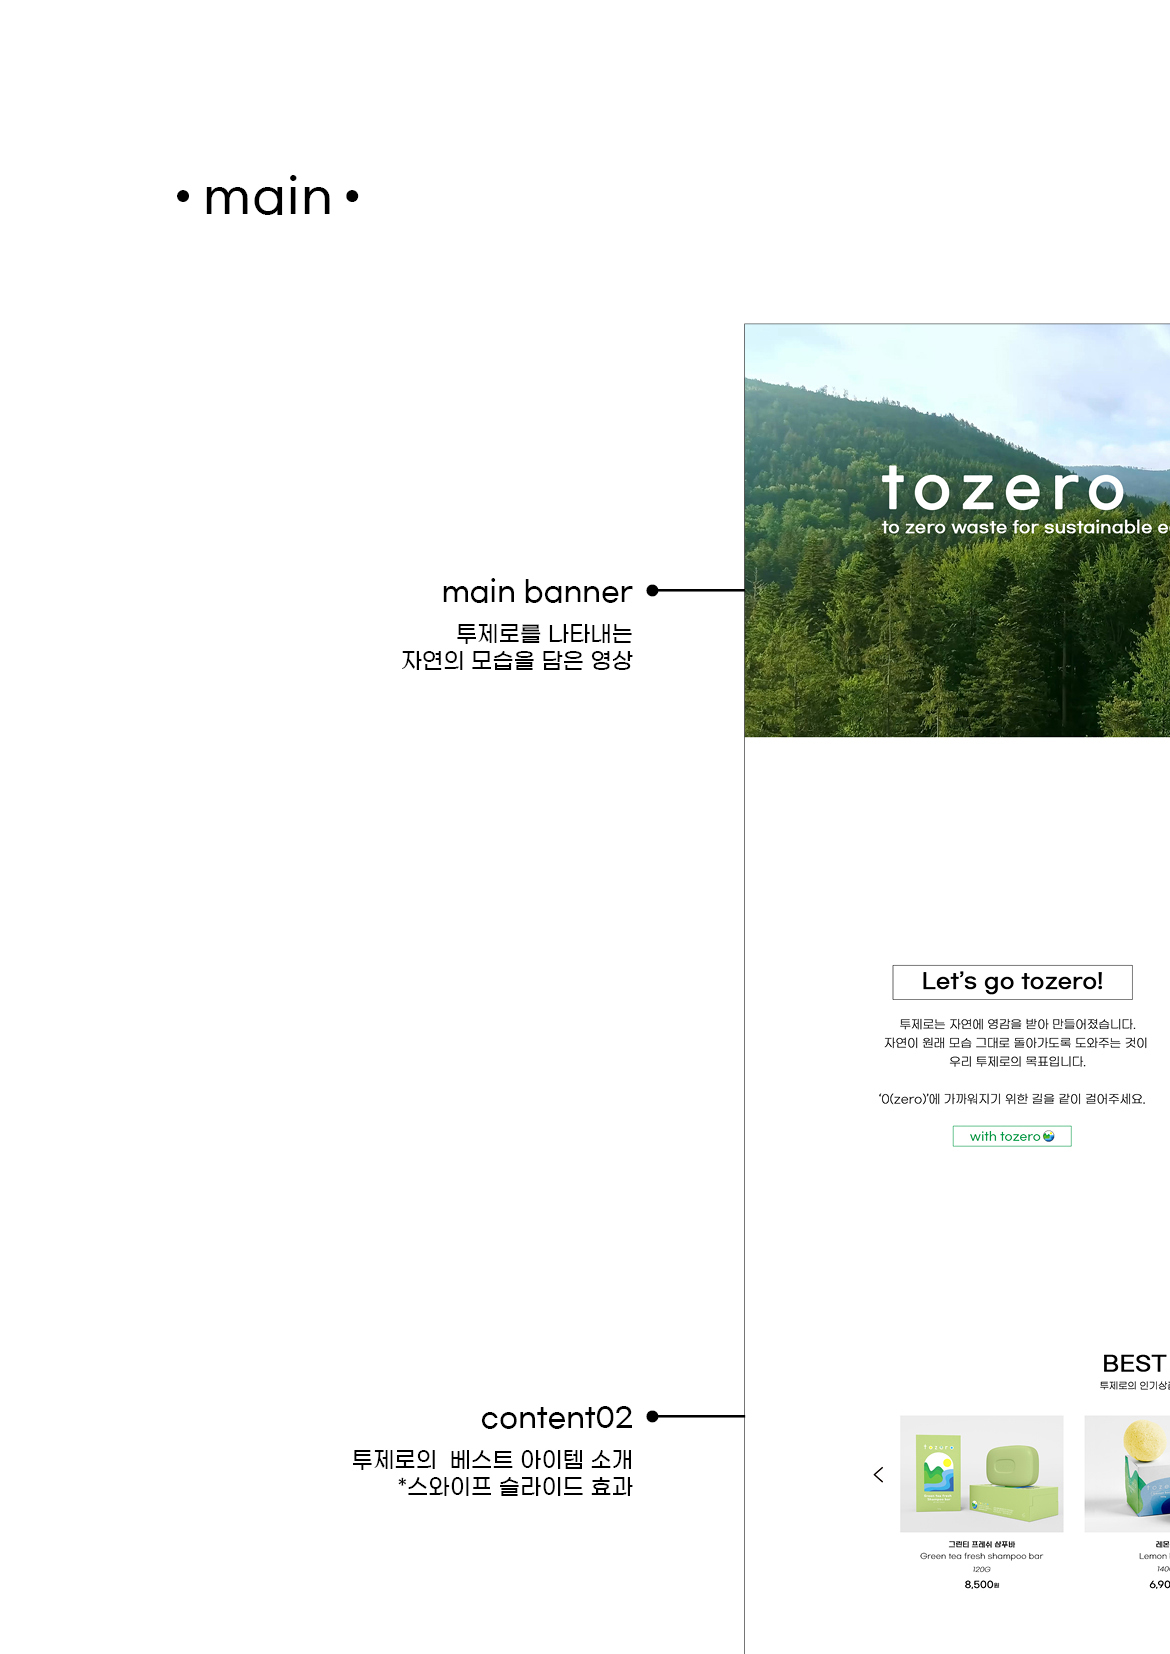 • main •
tozero
to zero waste for sustainable
main banner
투제로를 나타내는
자연의 모습을 담은 영상
Let's go tozero!
투제로는 자연에 영감을 받아 만들어졌습니다.
자연이 원래 모습 그대로 돌아가도록 도와주는 것이
우리 투제로의 목표입니다.
'0(zero)'에 가까워지기 위한 길을 같이 걸어주세요.
with tozero
BEST
투제로의 인기상품
content02
투제로의 베스트 아이템 소개
*스와이프 슬라이드 효과
tozero
그린티 프레쉬 샴푸바
Green tea fresh shampoo bar
120G
8,500원
레몬
Lemon
140
6,90